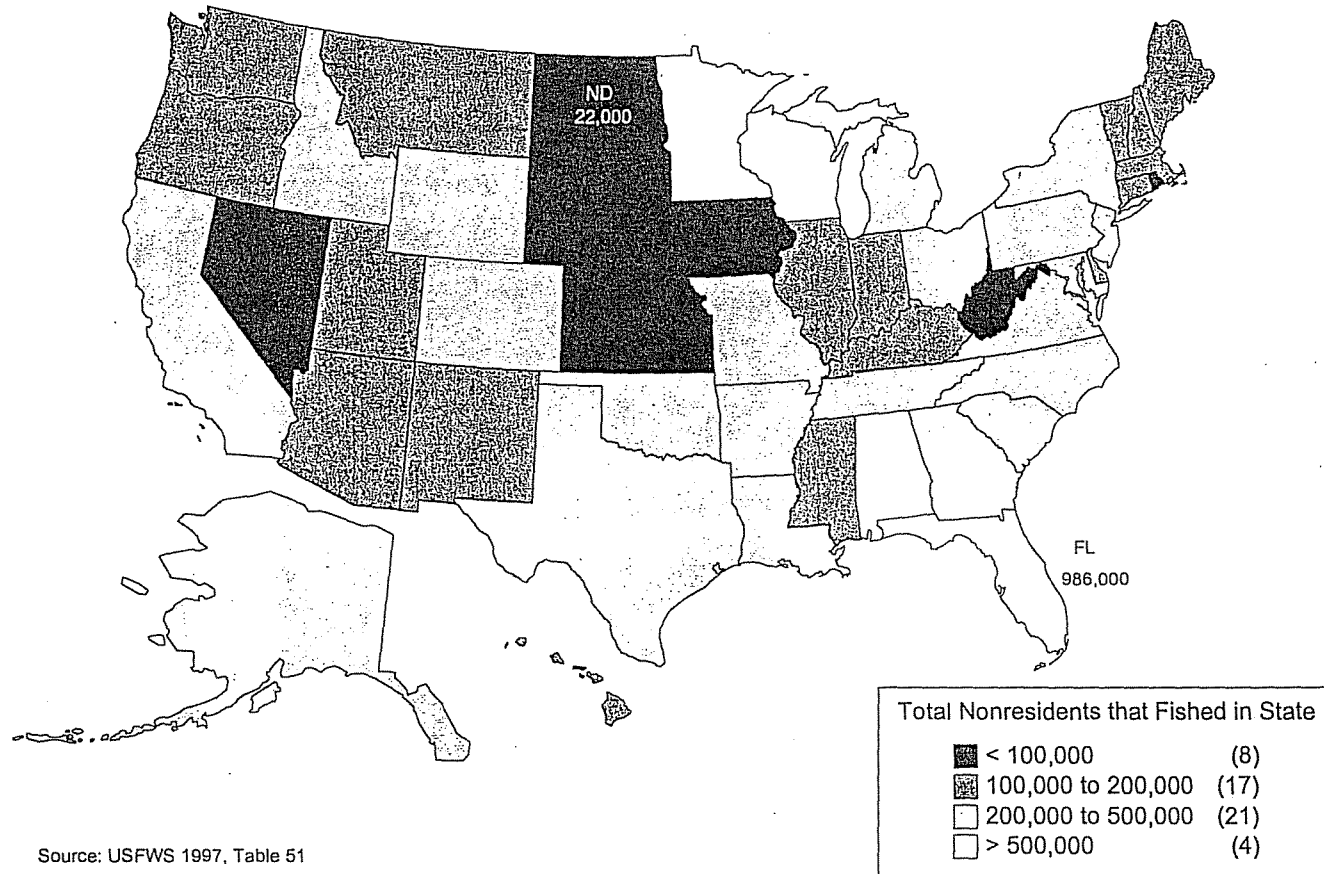 ND
22,000
FL
986,000
Total Nonresidents that Fished in State
< 100,000 (8)
100,000 to 200,000 (17)
200,000 to 500,000 (21)
> 500,000 (4)
Source: USFWS 1997, Table 51